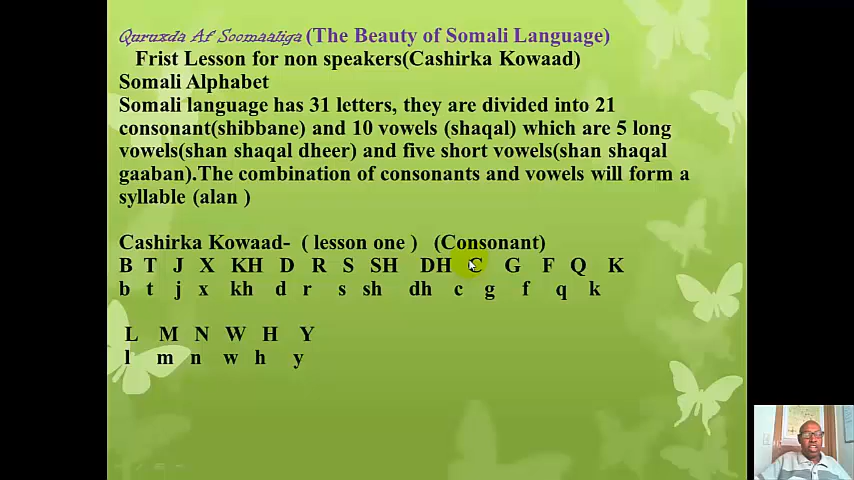 Quruxda Af Soomaaliga (The Beauty of Somali Language)
Frist Lesson for non speakers(Cashirka Kowaad)
Somali Alphabet
Somali language has 31 letters, they are divided into 21
consonant(shibbane) and 10 vowels (shaqal) which are 5 long
vowels(shan shaqal dheer) and five short vowels(shan shaqal
gaaban).The combination of consonants and vowels will form a
syllable (alan )
Cashirka Kowaad- ( lesson one ) (Consonant)
B T J X KH D R S SH DH C G F Q K
b t j x kh d r s sh dh c g f q k
L M N W H Y
l m n w h y